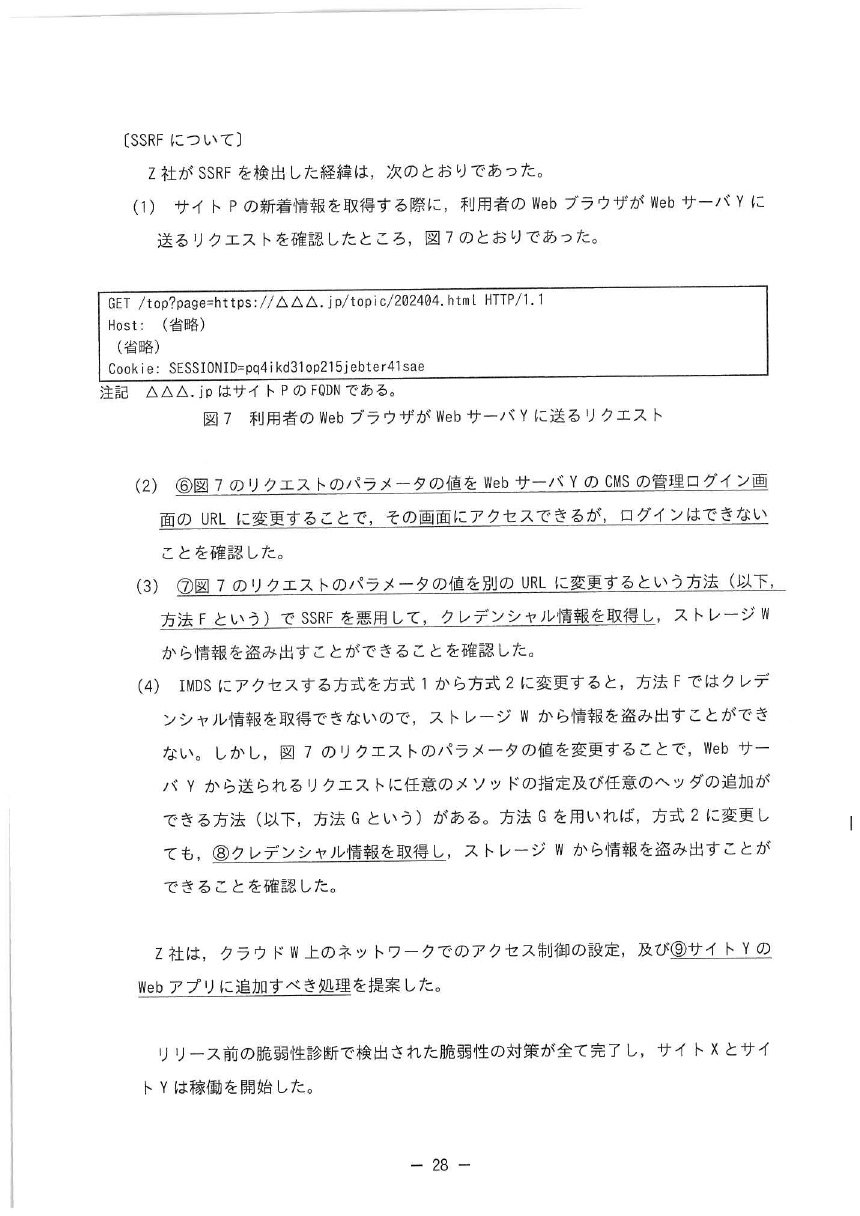 〔SSRF について〕
Z 社が SSRF を検出した経緯は，次のとおりであった。
(1) サイト P の新着情報を取得する際に，利用者の Web ブラウザが Web サーバ Y に
送るリクエストを確認したところ，図 7 のとおりであった。
GET /top?page=https://△△△.jp/topic/202404.html HTTP/1.1
Host: （省略）
（省略）
Cookie: SESSIONID=pq4ikd31op215jebter41sae
注記 △△△.jp はサイト P の FQDN である。
図 7 利用者の Web ブラウザが Web サーバ Y に送るリクエスト
(2) ⑥図 7 のリクエストのパラメータの値を Web サーバ Y の CMS の管理ログイン画
面の URL に変更することで，その画面にアクセスできるが，ログインはできない
ことを確認した。
(3) ⑦図 7 のリクエストのパラメータの値を別の URL に変更するという方法（以下，
方法 F という）で SSRF を悪用して，クレデンシャル情報を取得し，ストレージ W
から情報を盗み出すことができることを確認した。
(4) IMDS にアクセスする方式を方式 1 から方式 2 に変更すると，方法 F ではクレデ
ンシャル情報を取得できないので，ストレージ W から情報を盗み出すことができ
ない。しかし，図 7 のリクエストのパラメータの値を変更することで，Web サー
バ Y から送られるリクエストに任意のメソッドの指定及び任意のヘッダの追加が
できる方法（以下，方法 G という）がある。方法 G を用いれば，方式 2 に変更し
ても，⑧クレデンシャル情報を取得し，ストレージ W から情報を盗み出すことが
できることを確認した。
Z 社は，クラウド W 上のネットワークでのアクセス制御の設定，及び⑨サイト Y の
Web アプリに追加すべき処理を提案した。
リリース前の脆弱性診断で検出された脆弱性の対策が全て完了し，サイト X とサイ
ト Y は稼働を開始した。
— 28 —